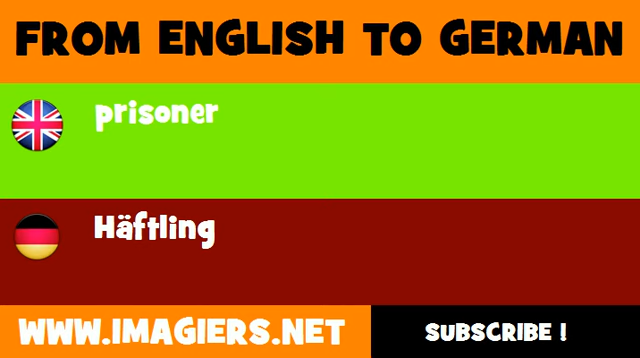 FROM ENGLISH TO GERMAN
prisoner
Häftling
WWW.IMAGIERS.NET
SUBSCRIBE !